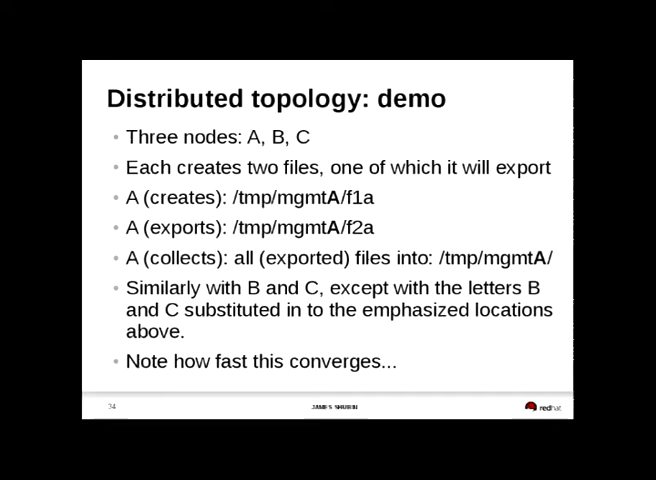 Distributed topology: demo
• Three nodes: A, B, C
• Each creates two files, one of which it will export
• A (creates): /tmp/mgmtA/f1a
• A (exports): /tmp/mgmtA/f2a
• A (collects): all (exported) files into: /tmp/mgmtA/
• Similarly with B and C, except with the letters B
and C substituted in to the emphasized locations
above.
• Note how fast this converges...
24 JAMES SHUBIN redhat